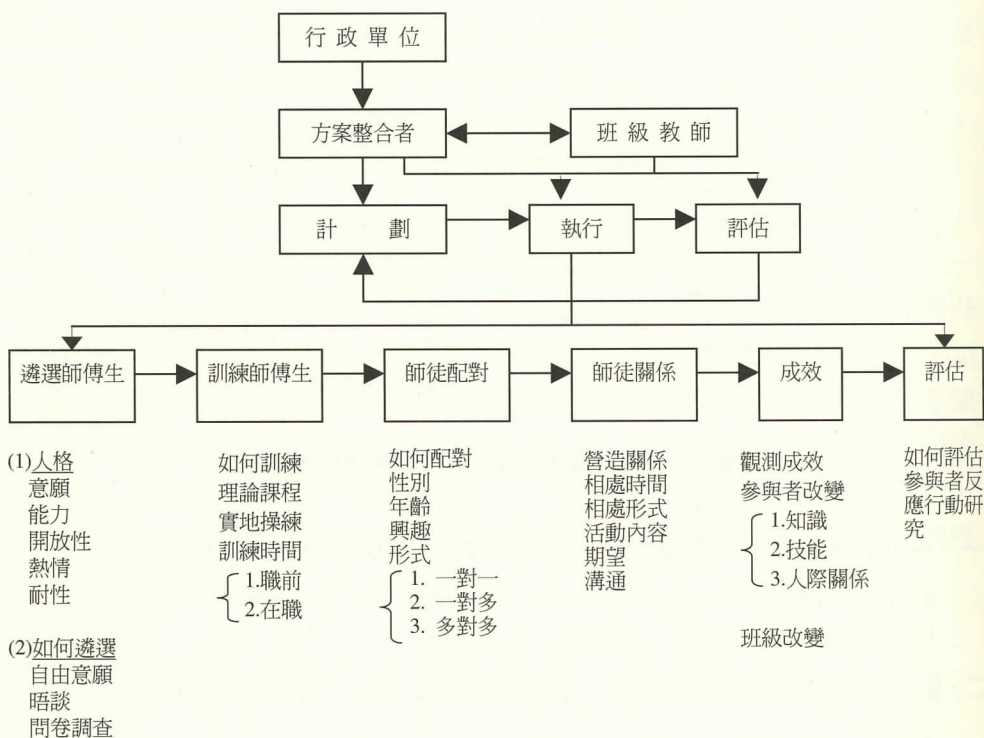 行政單位
方案整合者
班級教師
計 劃
執行
評估
遴選師傅生
訓練師傅生
師徒配對
師徒關係
成效
評估
(1)人格
意願
能力
開放性
熱情
耐性
(2)如何遴選
自由意願
晤談
問卷調查
如何訓練
理論課程
實地操練
訓練時間
1.職前
2.在職
如何配對
性別
年齡
興趣
形式
1. 一對一
2. 一對多
3. 多對多
營造關係
相處時間
相處形式
活動內容
期望
溝通
觀測成效
參與者改變
1.知識
2.技能
3.人際關係
班級改變
如何評估
參與者反
應行動研
究